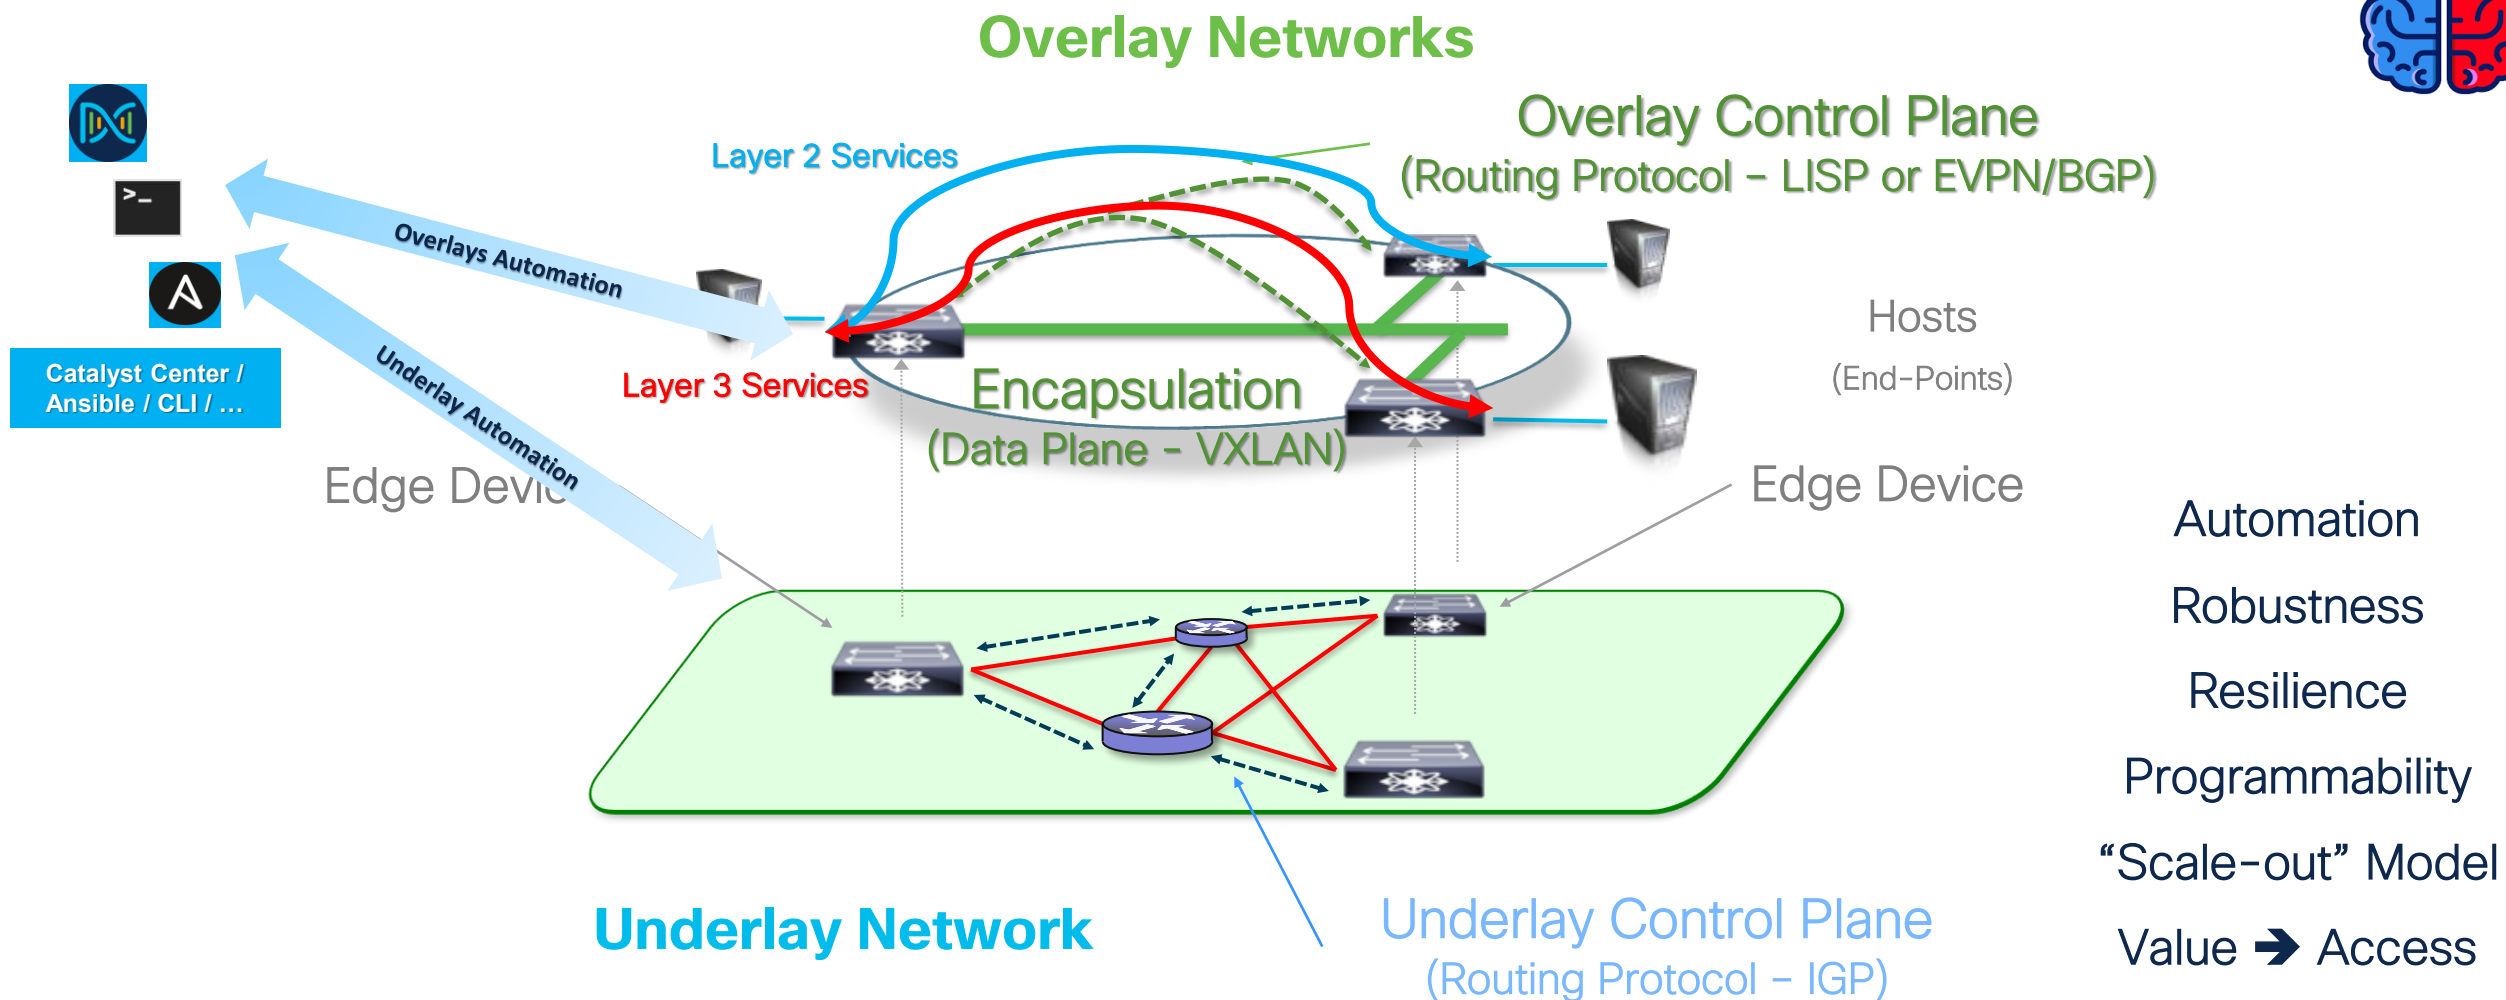 Overlay Networks
Overlay Control Plane
(Routing Protocol – LISP or EVPN/BGP)
Layer 2 Services
>_
Overlays Automation
Catalyst Center /
Ansible / CLI / ...
Underlay Automation
Layer 3 Services
Encapsulation
(Data Plane - VXLAN)
Hosts
(End-Points)
Edge Devic
Edge Device
Automation
Robustness
Resilience
Programmability
“Scale-out” Model
Value ➔ Access
Underlay Network
Underlay Control Plane
(Routing Protocol – IGP)